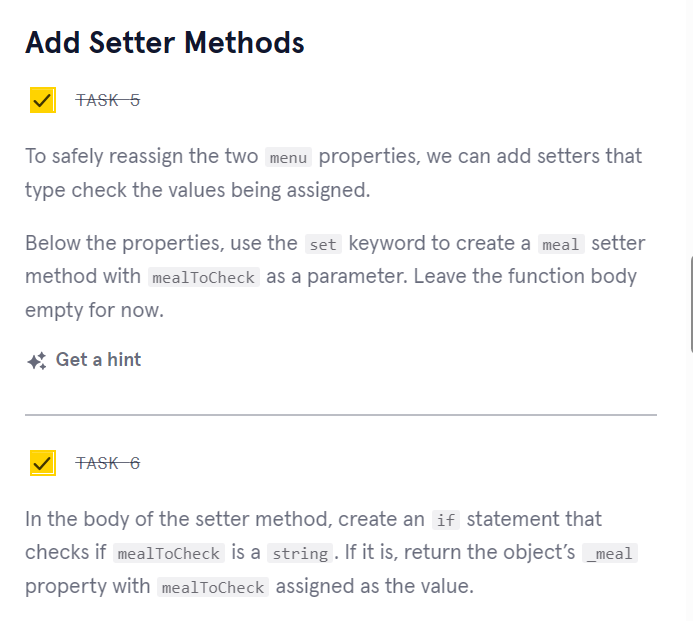 Add Setter Methods
TASK 5
To safely reassign the two menu properties, we can add setters that
type check the values being assigned.
Below the properties, use the set keyword to create a meal setter
method with mealToCheck as a parameter. Leave the function body
empty for now.
Get a hint
TASK 6
In the body of the setter method, create an if statement that
checks if mealToCheck is a string. If it is, return the object’s _meal
property with mealToCheck assigned as the value.